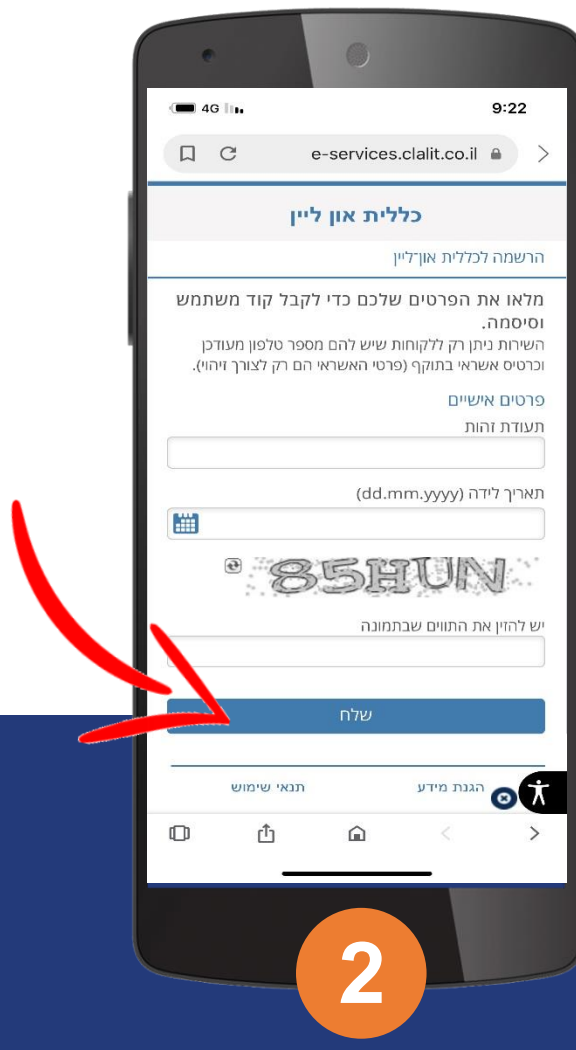 4G 9:22
e-services.clalit.co.il
כללית און ליין
הרשמה לכללית און־ליין
מלאו את הפרטים שלכם כדי לקבל קוד משתמש
וסיסמה.
השירות ניתן רק ללקוחות שיש להם מספר טלפון מעודכן
וכרטיס אשראי בתוקף (פרטי האשראי הם רק לצורך זיהוי).
פרטים אישיים
תעודת זהות
תאריך לידה (dd.mm.yyyy)
85HUN
יש להזין את התווים שבתמונה
שלח
הגנת מידע תנאי שימוש
2